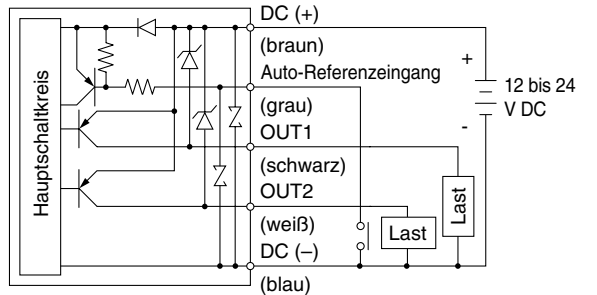 Hauptschaltkreis
DC (+)
(braun)
Auto-Referenzeingang
(grau)
OUT1
(schwarz)
OUT2
(weiß)
DC (–)
(blau)
Last
Last
+
12 bis 24
V DC
-